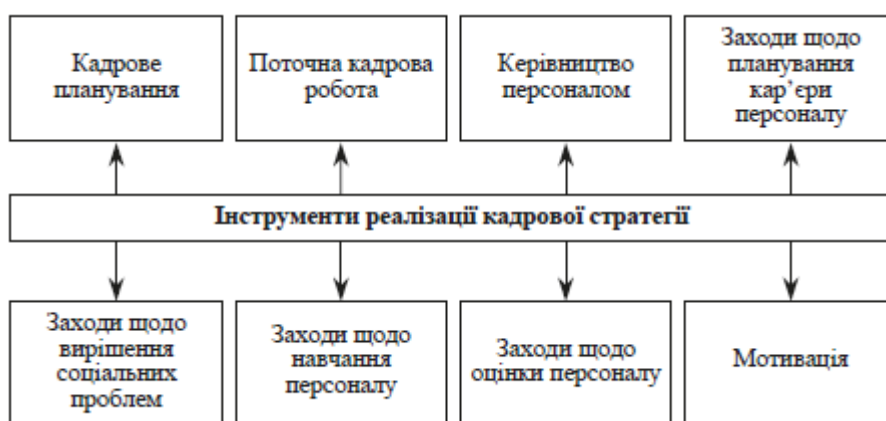 Кадрове
планування
Поточна кадрова
робота
Керівництво
персоналом
Заходи щодо
планування
кар’єри
персоналу
Інструменти реалізації кадрової стратегії
Заходи щодо
вирішення
соціальних
проблем
Заходи щодо
навчання
персоналу
Заходи щодо
оцінки персоналу
Мотивація